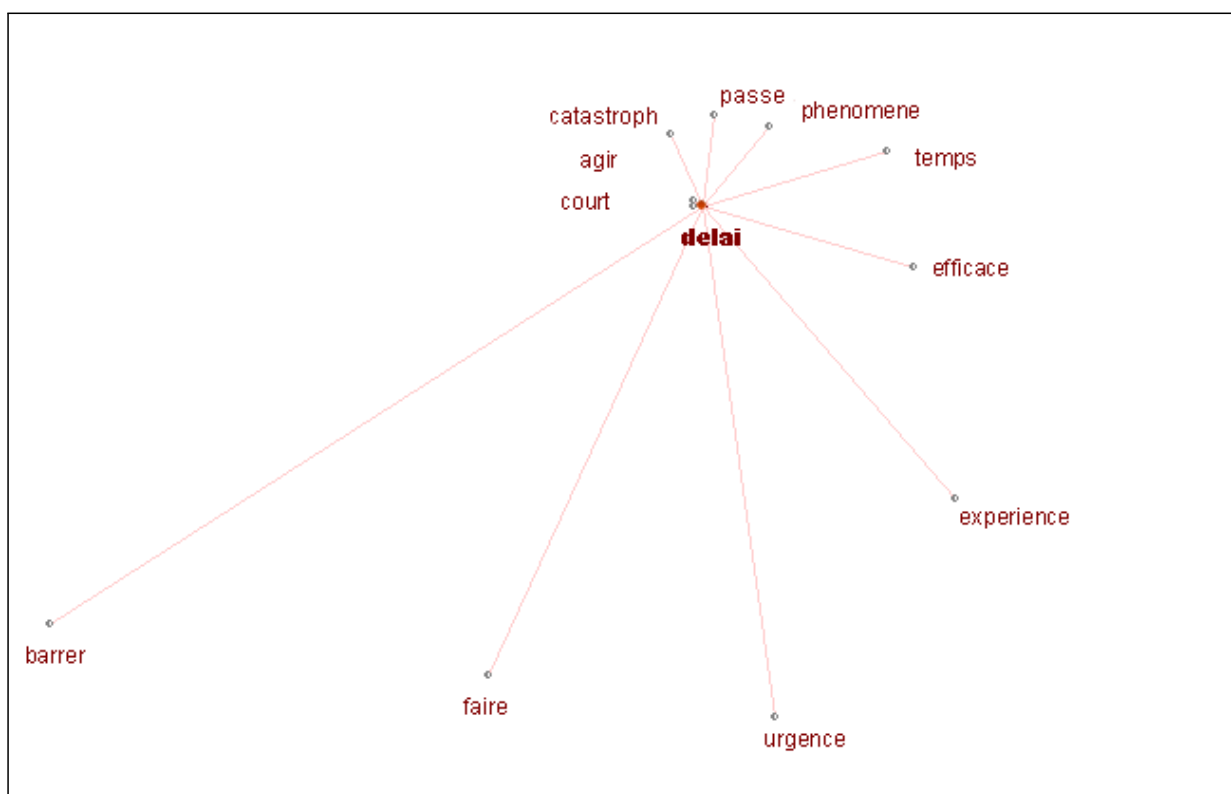 passe
phenomene
catastroph
agir
temps
court
delai
efficace
experience
barrer
faire
urgence